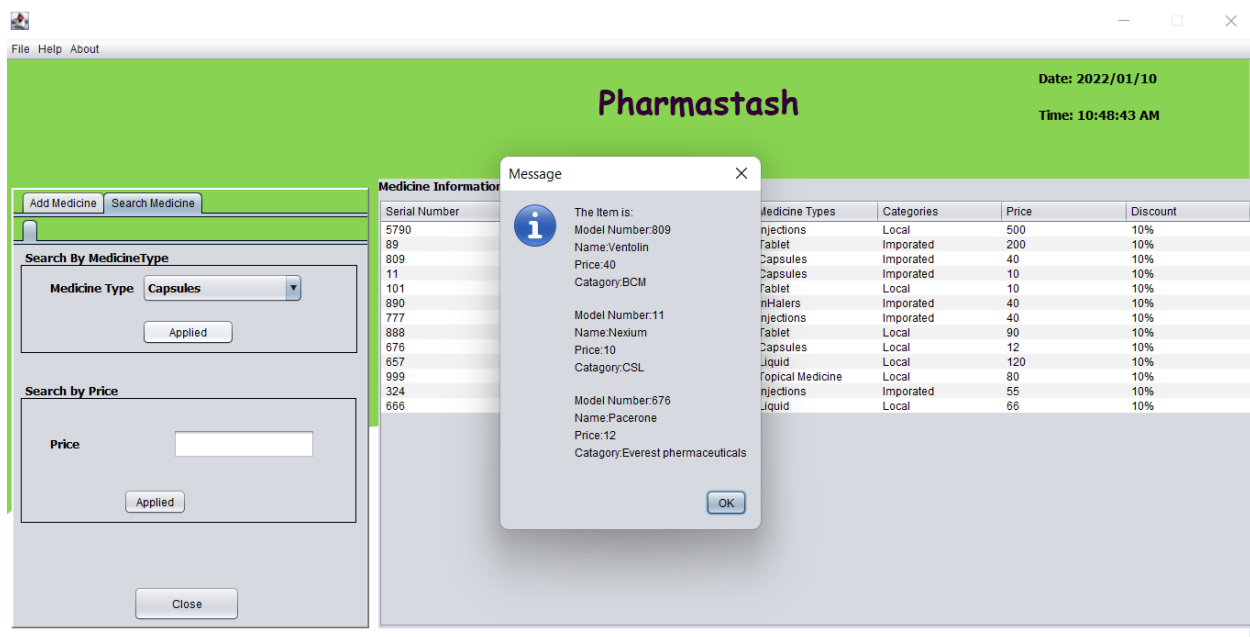 File Help About
Pharmastash
Date: 2022/01/10
Time: 10:48:43 AM
Add Medicine Search Medicine
Search By MedicineType
Medicine Type Capsules
Applied
Search by Price
Price
Applied
Close
Medicine Information
Serial Number Medicine Types Categories Price Discount
5790 njections Local 500 10%
89 Tablet Imporated 200 10%
809 Capsules Imporated 40 10%
11 Capsules Imporated 10 10%
101 Tablet Local 10 10%
890 nHalers Imporated 40 10%
777 njections Imporated 40 10%
888 Tablet Local 90 10%
676 Capsules Local 12 10%
657 Liquid Local 120 10%
999 Topical Medicine Local 80 10%
324 njections Imporated 55 10%
666 Liquid Local 66 10%
Message
The Item is:
Model Number:809
Name:Ventolin
Price:40
Catagory:BCM
Model Number:11
Name:Nexium
Price:10
Catagory:CSL
Model Number:676
Name:Pacerone
Price:12
Catagory:Everest phermaceuticals
OK